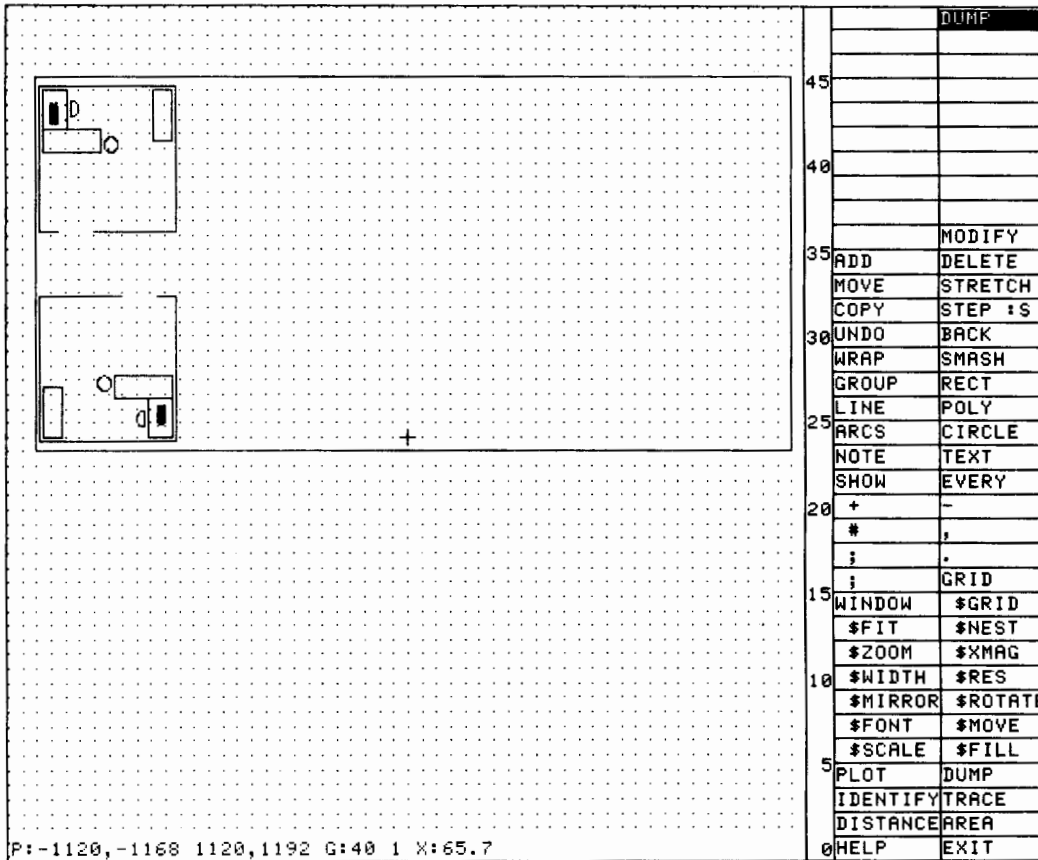 DUMP
45
40
MODIFY
35
ADD DELETE
MOVE STRETCH
COPY STEP :S
30
UNDO BACK
WRAP SMASH
GROUP RECT
LINE POLY
25
ARCS CIRCLE
NOTE TEXT
SHOW EVERY
20
+ -
# ,
: .
; GRID
15
WINDOW $GRID
$FIT $NEST
$ZOOM $XMAG
10
$WIDTH $RES
$MIRROR $ROTATE
$FONT $MOVE
$SCALE $FILL
5
PLOT DUMP
IDENTIFY TRACE
DISTANCE AREA
0
HELP EXIT
P:-1120,-1168 1120,1192 G:40 1 X:65.7